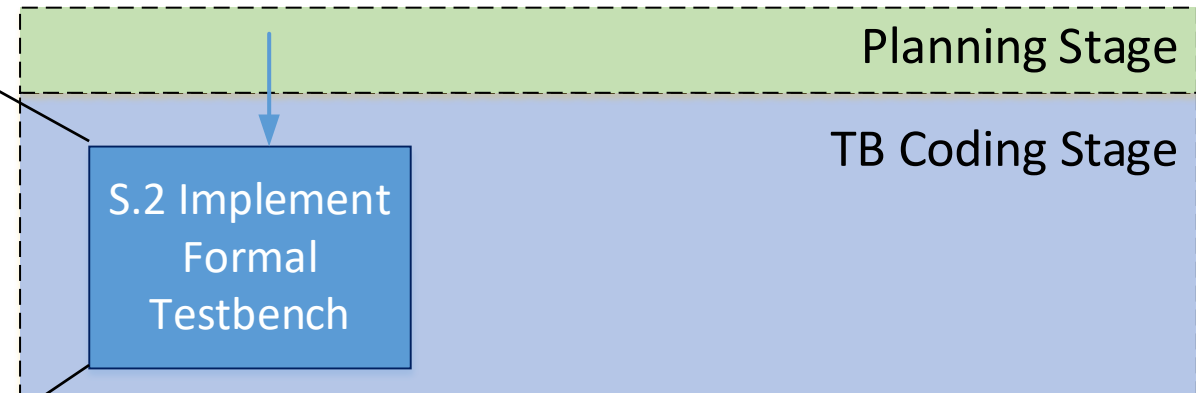 Planning Stage
TB Coding Stage
S.2 Implement
Formal
Testbench